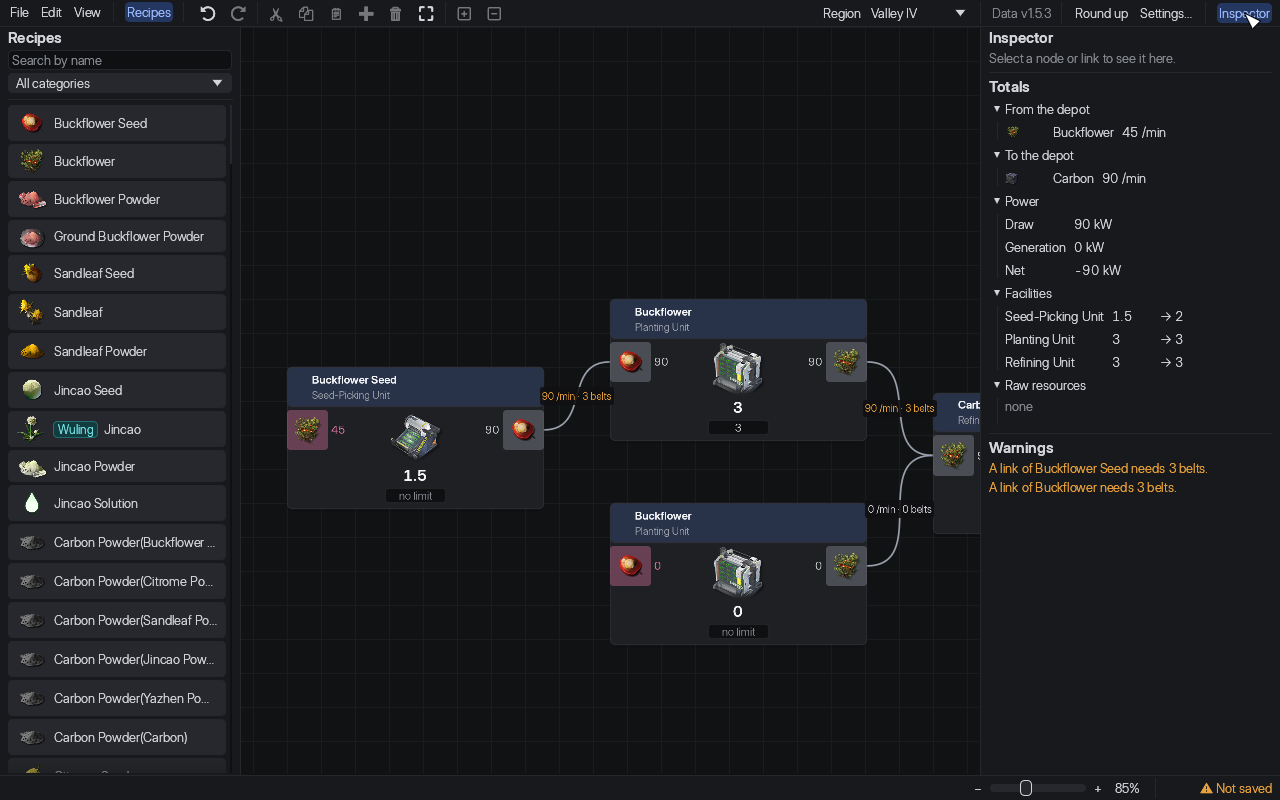 File Edit View Recipes Region Valley IV Data v1.5.3 Round up Settings... Inspector
Recipes
Search by name
All categories
Buckflower Seed
Buckflower
Buckflower Powder
Ground Buckflower Powder
Sandleaf Seed
Sandleaf
Sandleaf Powder
Jincao Seed
Wuling Jincao
Jincao Powder
Jincao Solution
Carbon Powder(Buckflower ...
Carbon Powder(Citrome Po...
Carbon Powder(Sandleaf Po...
Carbon Powder(Jincao Pow...
Carbon Powder(Yazhen Po...
Carbon Powder(Carbon)
Buckflower Seed
Seed-Picking Unit
45
90
1.5
no limit
90 /min · 3 belts
Buckflower
Planting Unit
90
90
3
3
90 /min · 3 belts
Buckflower
Planting Unit
0
0
0
no limit
0 /min · 0 belts
Carb
Refin
Inspector
Select a node or link to see it here.
Totals
From the depot
Buckflower 45 /min
To the depot
Carbon 90 /min
Power
Draw 90 kW
Generation 0 kW
Net -90 kW
Facilities
Seed-Picking Unit 1.5 → 2
Planting Unit 3 → 3
Refining Unit 3 → 3
Raw resources
none
Warnings
A link of Buckflower Seed needs 3 belts.
A link of Buckflower needs 3 belts.
− + 85% Not saved